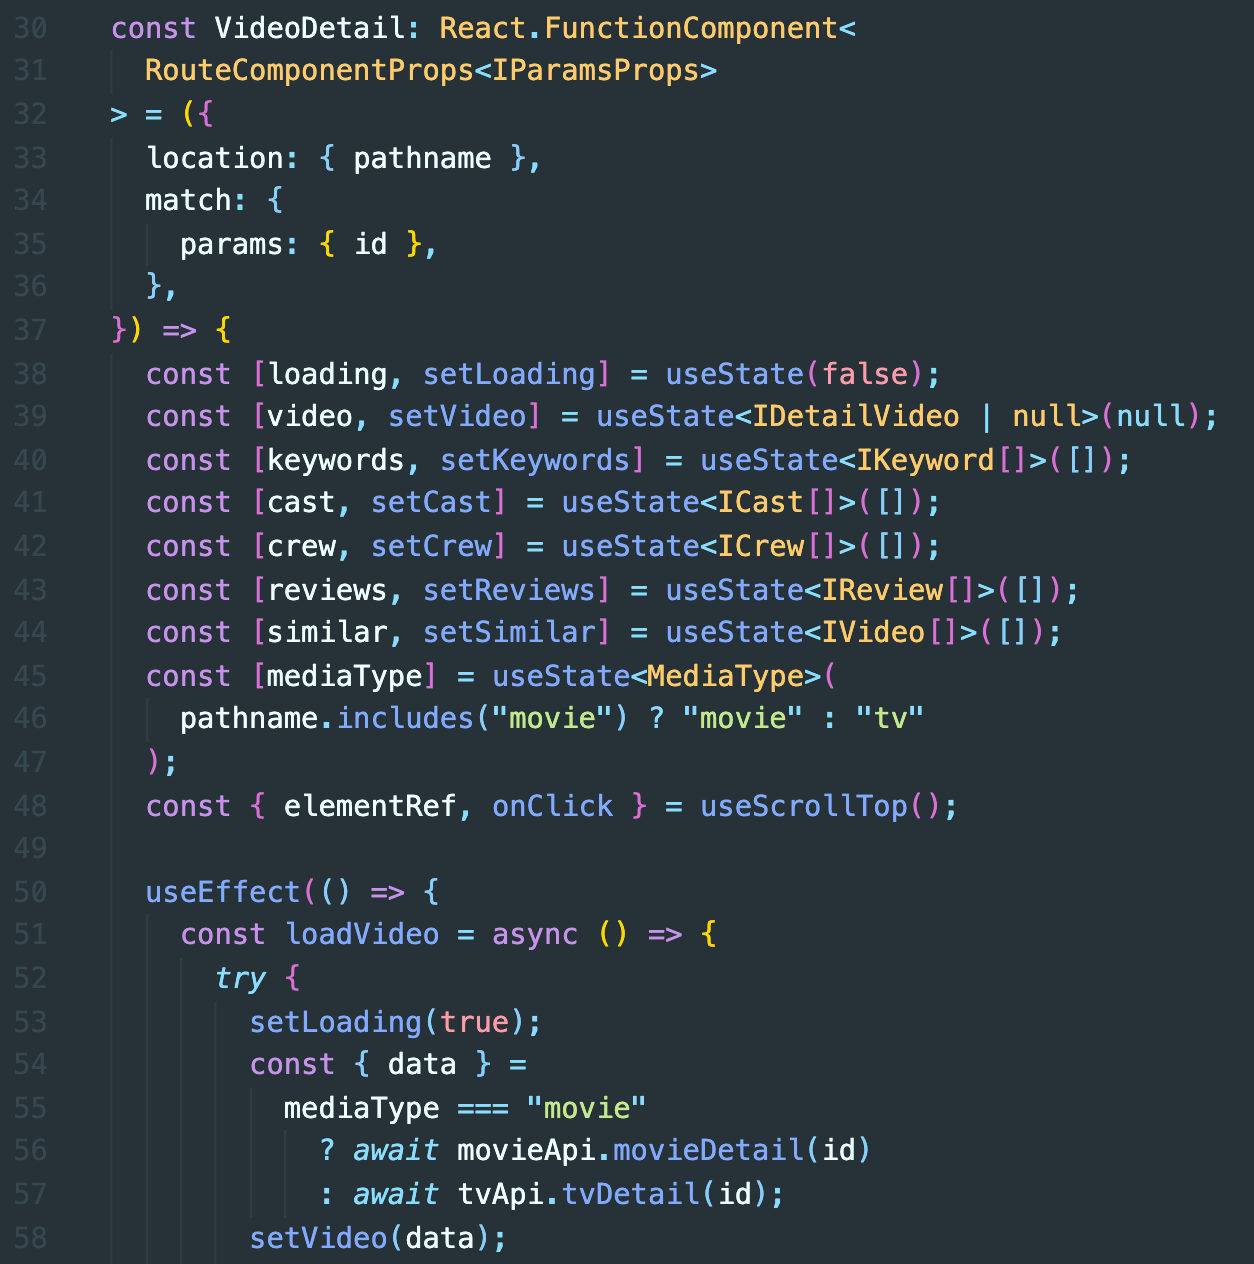 30 const VideoDetail: React.FunctionComponent<
31 RouteComponentProps<IParamsProps>
32 > = ({
33 location: { pathname },
34 match: {
35 params: { id },
36 },
37 }) => {
38 const [loading, setLoading] = useState(false);
39 const [video, setVideo] = useState<IDetailVideo | null>(null);
40 const [keywords, setKeywords] = useState<IKeyword[]>([]);
41 const [cast, setCast] = useState<ICast[]>([]);
42 const [crew, setCrew] = useState<ICrew[]>([]);
43 const [reviews, setReviews] = useState<IReview[]>([]);
44 const [similar, setSimilar] = useState<IVideo[]>([]);
45 const [mediaType] = useState<MediaType>(
46 pathname.includes("movie") ? "movie" : "tv"
47 );
48 const { elementRef, onClick } = useScrollTop();
49
50 useEffect(() => {
51 const loadVideo = async () => {
52 try {
53 setLoading(true);
54 const { data } =
55 mediaType === "movie"
56 ? await movieApi.movieDetail(id)
57 : await tvApi.tvDetail(id);
58 setVideo(data);